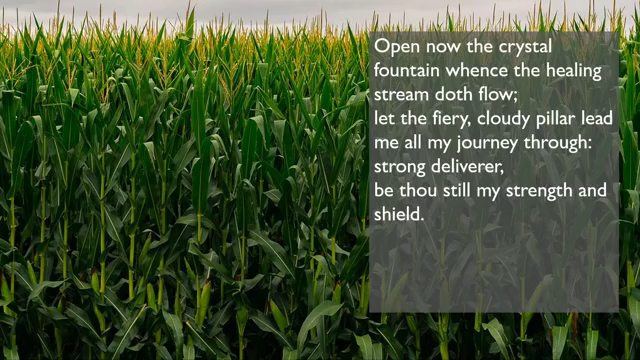 Open now the crystal
fountain whence the healing
stream doth flow;
let the fiery, cloudy pillar lead
me all my journey through:
strong deliverer,
be thou still my strength and
shield.